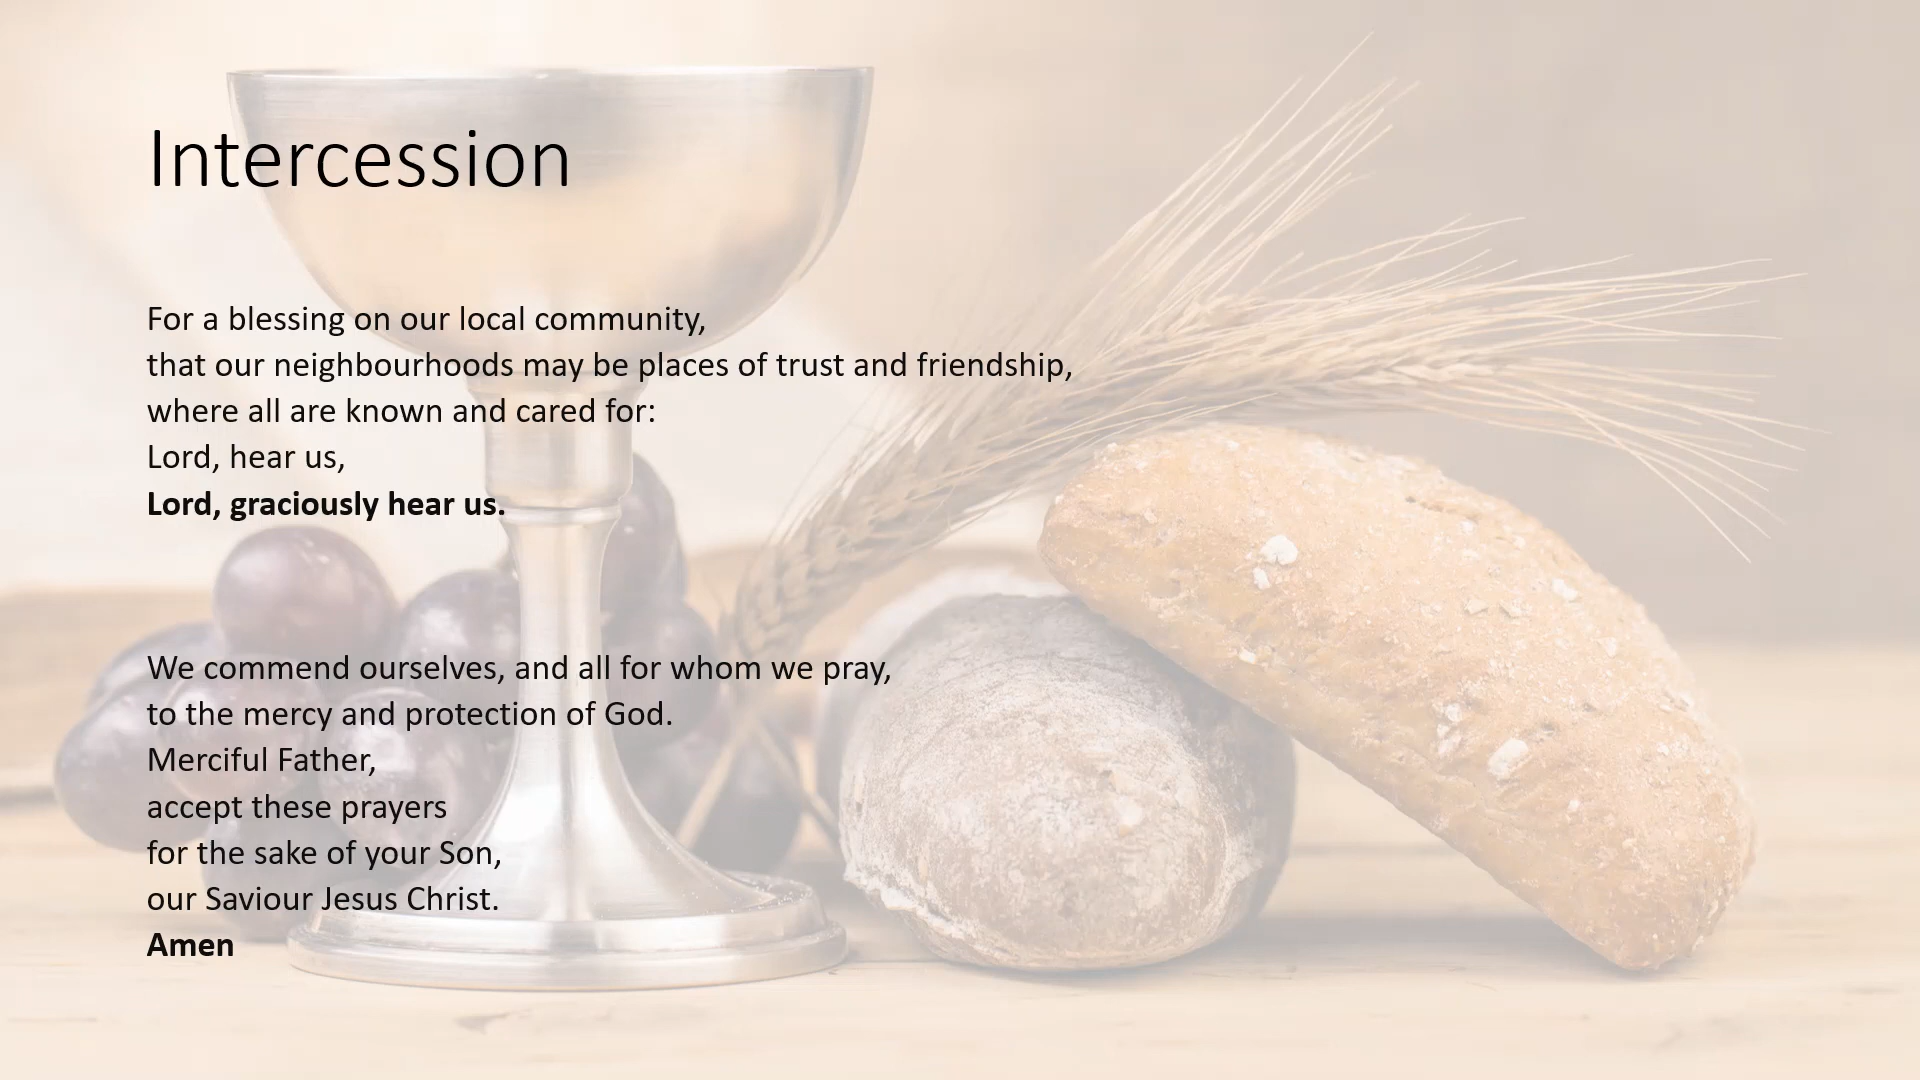 Intercession
For a blessing on our local community,
that our neighbourhoods may be places of trust and friendship,
where all are known and cared for:
Lord, hear us,
Lord, graciously hear us.
We commend ourselves, and all for whom we pray,
to the mercy and protection of God.
Merciful Father,
accept these prayers
for the sake of your Son,
our Saviour Jesus Christ.
Amen